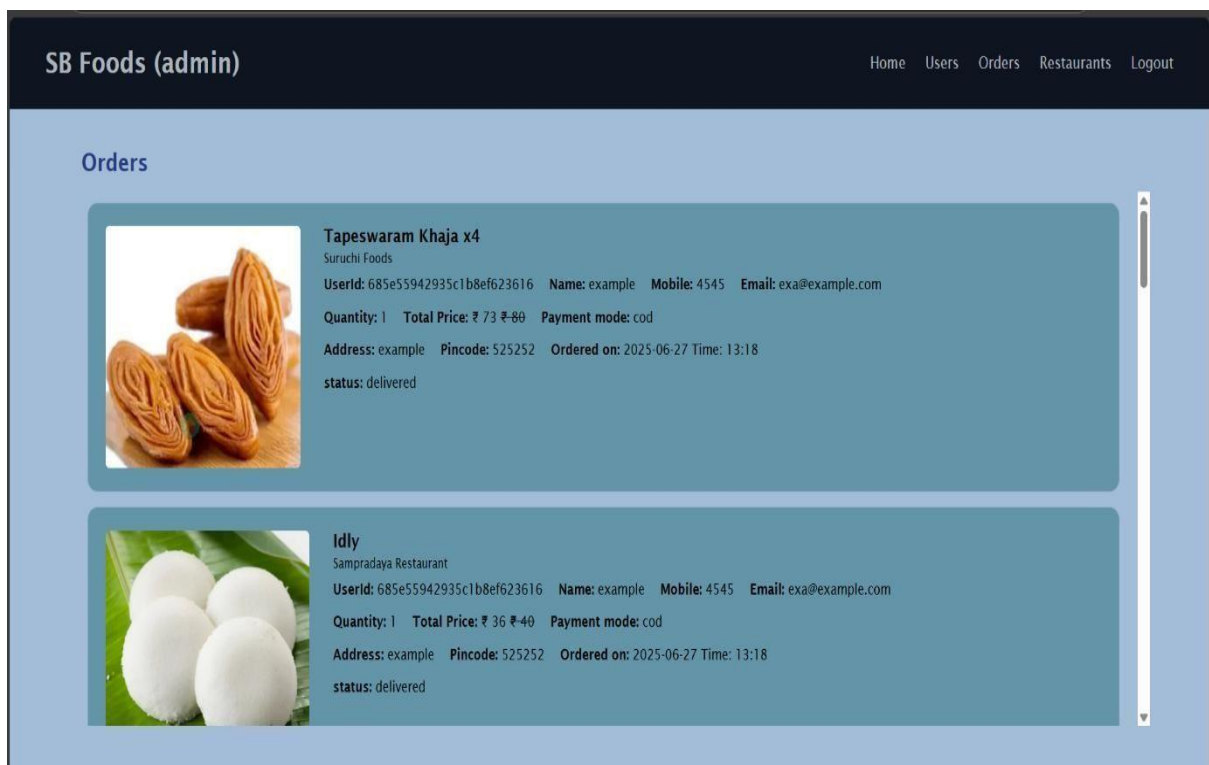 SB Foods (admin)
Home Users Orders Restaurants Logout
Orders
Tapeswaram Khaja x4
Suruchi Foods
UserId: 685e55942935c1b8ef623616 Name: example Mobile: 4545 Email: exa@example.com
Quantity: 1 Total Price: ₹ 73 ₹ 80 Payment mode: cod
Address: example Pincode: 525252 Ordered on: 2025-06-27 Time: 13:18
status: delivered
Idly
Sampradaya Restaurant
UserId: 685e55942935c1b8ef623616 Name: example Mobile: 4545 Email: exa@example.com
Quantity: 1 Total Price: ₹ 36 ₹ 40 Payment mode: cod
Address: example Pincode: 525252 Ordered on: 2025-06-27 Time: 13:18
status: delivered